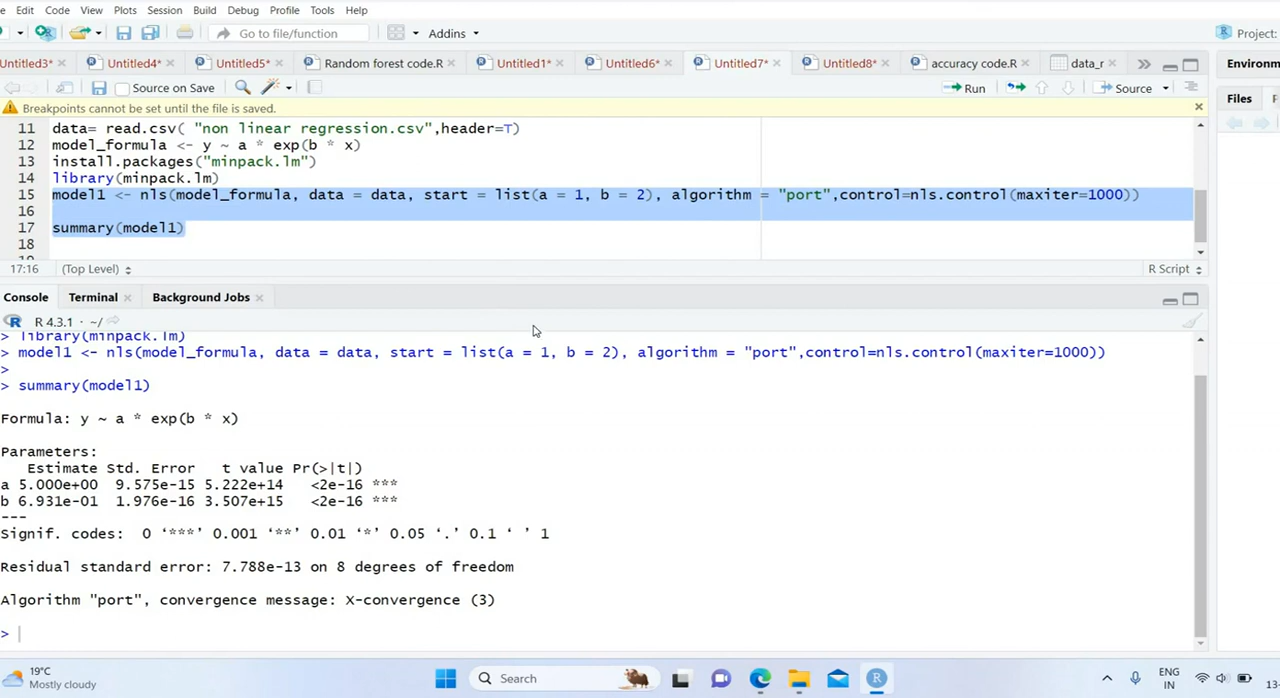 e Edit Code View Plots Session Build Debug Profile Tools Help
Go to file/function Addins Project:
Untitled3* Untitled4* Untitled5* Random forest code.R Untitled1* Untitled6* Untitled7* Untitled8* accuracy code.R data_r Environm
Source on Save Run Source Files F
Breakpoints cannot be set until the file is saved.
11 data= read.csv( "non linear regression.csv",header=T)
12 model_formula <- y ~ a * exp(b * x)
13 install.packages("minpack.lm")
14 library(minpack.lm)
15 model1 <- nls(model_formula, data = data, start = list(a = 1, b = 2), algorithm = "port",control=nls.control(maxiter=1000))
16
17 summary(model1)
18
17:16 (Top Level) R Script
Console Terminal Background Jobs
R 4.3.1 · ~/
> library(minpack.lm)
> model1 <- nls(model_formula, data = data, start = list(a = 1, b = 2), algorithm = "port",control=nls.control(maxiter=1000))
>
> summary(model1)
Formula: y ~ a * exp(b * x)
Parameters:
Estimate Std. Error t value Pr(>|t|)
a 5.000e+00 9.575e-15 5.222e+14 <2e-16 ***
b 6.931e-01 1.976e-16 3.507e+15 <2e-16 ***
---
Signif. codes: 0 ‘***’ 0.001 ‘**’ 0.01 ‘*’ 0.05 ‘.’ 0.1 ‘ ’ 1
Residual standard error: 7.788e-13 on 8 degrees of freedom
Algorithm "port", convergence message: X-convergence (3)
>
19°C
Mostly cloudy
Search
ENG
IN
13-